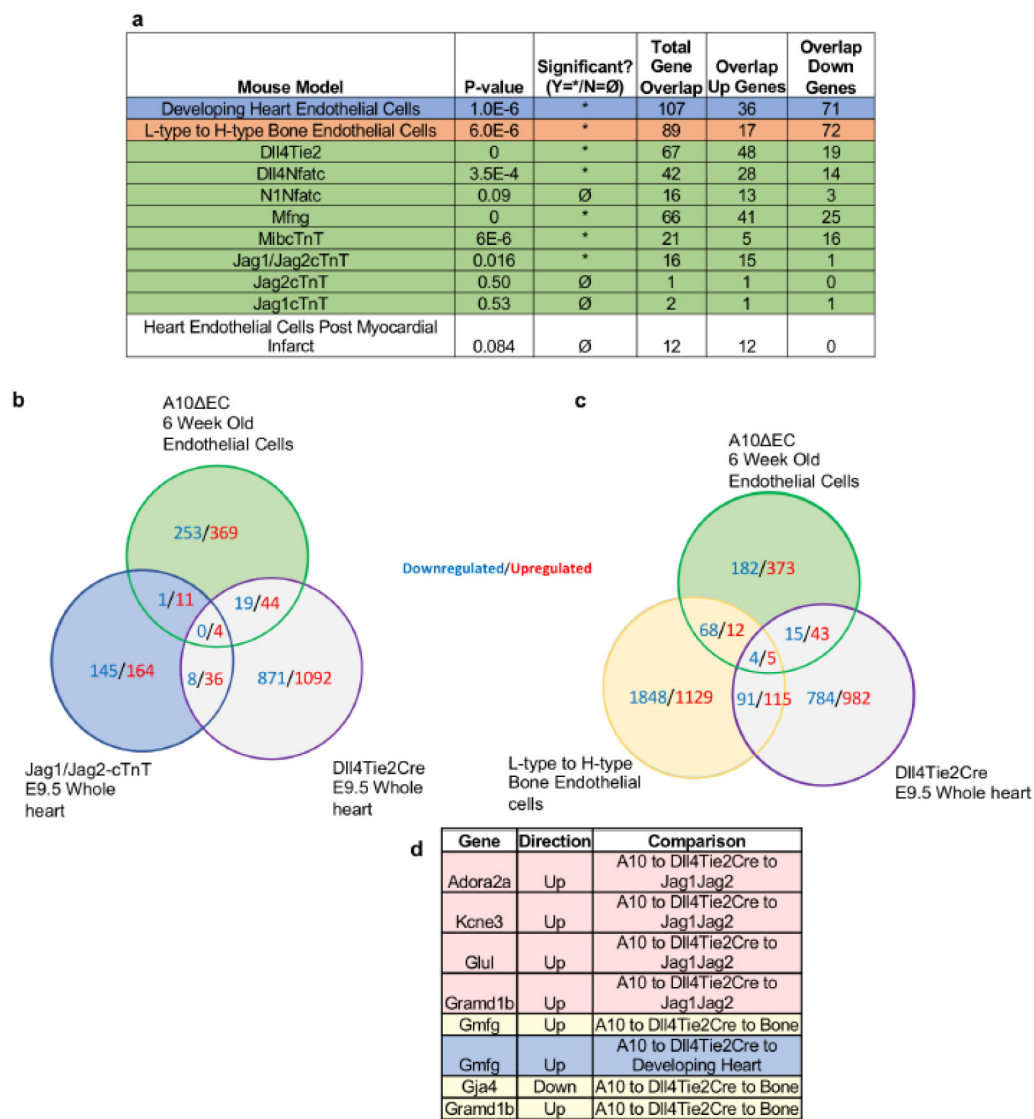 a
Mouse Model P-value Significant? (Y=*/N=Ø) Total Gene Overlap Overlap Up Genes Overlap Down Genes
Developing Heart Endothelial Cells 1.0E-6 * 107 36 71
L-type to H-type Bone Endothelial Cells 6.0E-6 * 89 17 72
Dll4Tie2 0 * 67 48 19
Dll4Nfatc 3.5E-4 * 42 28 14
N1Nfatc 0.09 Ø 16 13 3
Mfng 0 * 66 41 25
MibcTnT 6E-6 * 21 5 16
Jag1/Jag2cTnT 0.016 * 16 15 1
Jag2cTnT 0.50 Ø 1 1 0
Jag1cTnT 0.53 Ø 2 1 1
Heart Endothelial Cells Post Myocardial Infarct 0.084 Ø 12 12 0
b
A10ΔEC
6 Week Old
Endothelial Cells
253/369
1/11
19/44
0/4
145/164
8/36
871/1092
Jag1/Jag2-cTnT
E9.5 Whole
heart
Dll4Tie2Cre
E9.5 Whole
heart
Downregulated/Upregulated
c
A10ΔEC
6 Week Old
Endothelial Cells
182/373
68/12
15/43
4/5
1848/1129
91/115
784/982
L-type to H-type
Bone Endothelial
cells
Dll4Tie2Cre
E9.5 Whole heart
d
Gene Direction Comparison
Adora2a Up A10 to Dll4Tie2Cre to Jag1Jag2
Kcne3 Up A10 to Dll4Tie2Cre to Jag1Jag2
Glul Up A10 to Dll4Tie2Cre to Jag1Jag2
Gramd1b Up A10 to Dll4Tie2Cre to Jag1Jag2
Gmfg Up A10 to Dll4Tie2Cre to Bone
Gmfg Up A10 to Dll4Tie2Cre to Developing Heart
Gja4 Down A10 to Dll4Tie2Cre to Bone
Gramd1b Up A10 to Dll4Tie2Cre to Bone